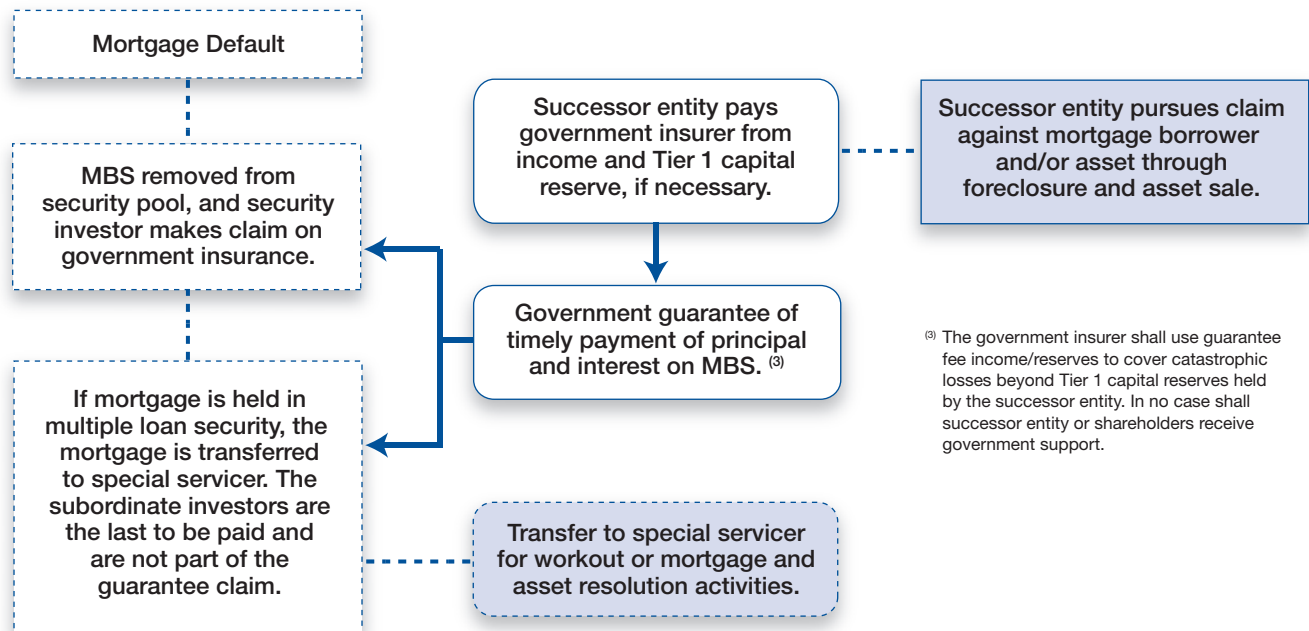 Mortgage Default
MBS removed from
security pool, and security
investor makes claim on
government insurance.
If mortgage is held in
multiple loan security, the
mortgage is transferred
to special servicer. The
subordinate investors are
the last to be paid and
are not part of the
guarantee claim.
Successor entity pays
government insurer from
income and Tier 1 capital
reserve, if necessary.
Government guarantee of
timely payment of principal
and interest on MBS. (3)
Transfer to special servicer
for workout or mortgage and
asset resolution activities.
Successor entity pursues claim
against mortgage borrower
and/or asset through
foreclosure and asset sale.
(3) The government insurer shall use guarantee
fee income/reserves to cover catastrophic
losses beyond Tier 1 capital reserves held
by the successor entity. In no case shall
successor entity or shareholders receive
government support.